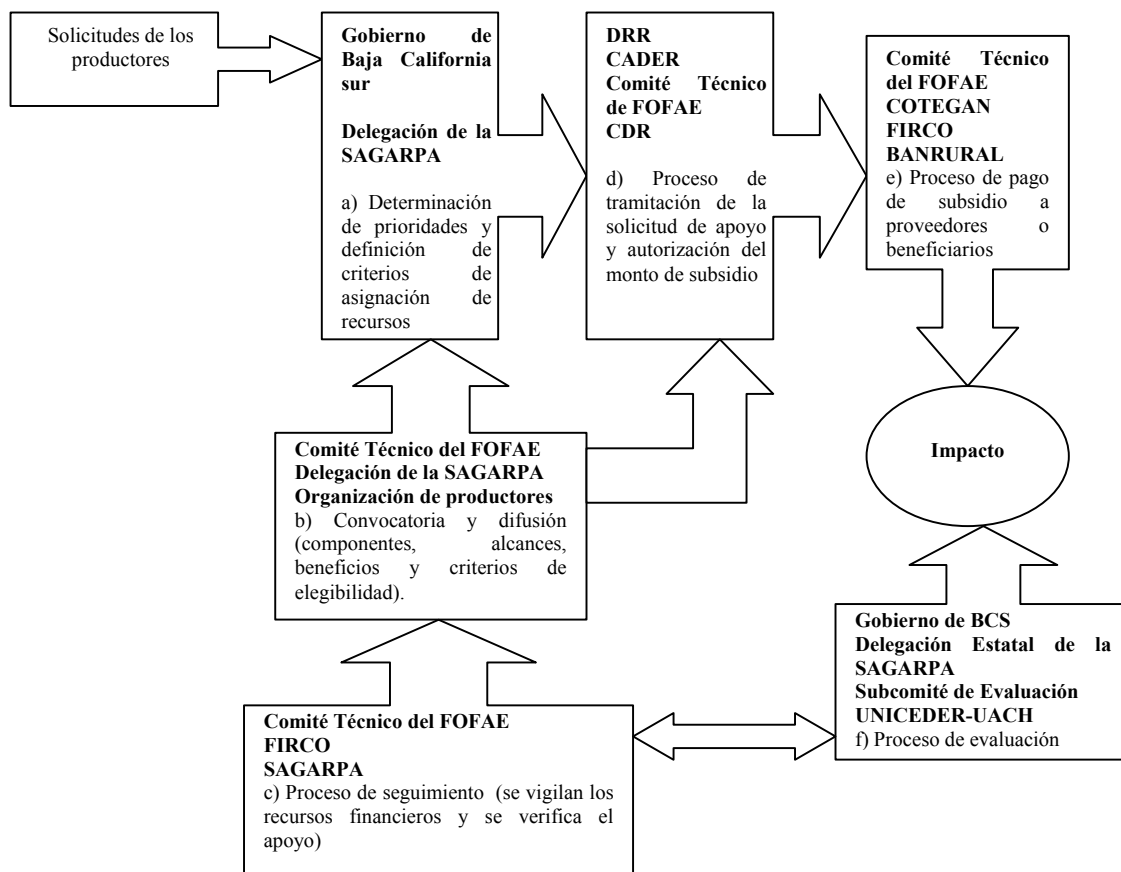 Solicitudes de los
productores
Gobierno de
Baja California
sur
Delegación de la
SAGARPA
a) Determinación
de prioridades y
definición de
criterios de
asignación de
recursos
DRR
CADER
Comité Técnico
de FOFAE
CDR
d) Proceso de
tramitación de la
solicitud de apoyo
y autorización del
monto de subsidio
Comité Técnico
del FOFAE
COTEGAN
FIRCO
BANRURAL
e) Proceso de pago
de subsidio a
proveedores o
beneficiarios
Comité Técnico del FOFAE
Delegación de la SAGARPA
Organización de productores
b) Convocatoria y difusión
(componentes, alcances,
beneficios y criterios de
elegibilidad).
Impacto
Comité Técnico del FOFAE
FIRCO
SAGARPA
c) Proceso de seguimiento (se vigilan los
recursos financieros y se verifica el
apoyo)
Gobierno de BCS
Delegación Estatal de la
SAGARPA
Subcomité de Evaluación
UNICEDER-UACH
f) Proceso de evaluación